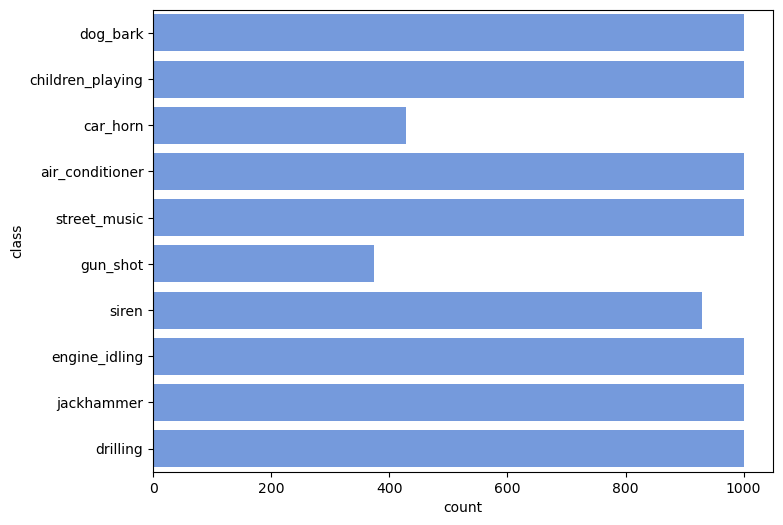 dog_bark
children_playing
car_horn
air_conditioner
street_music
gun_shot
siren
engine_idling
jackhammer
drilling
class
0 200 400 600 800 1000
count